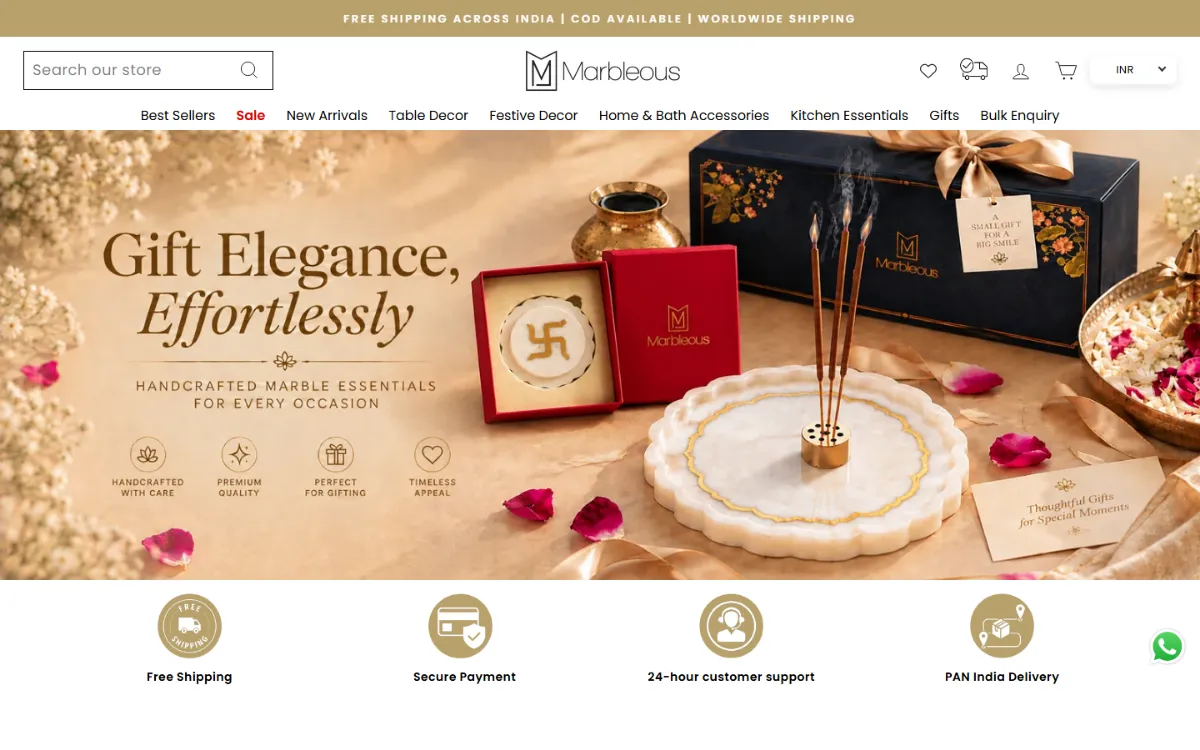 FREE SHIPPING ACROSS INDIA | COD AVAILABLE | WORLDWIDE SHIPPING
Search our store
Marbleous
INR
Best Sellers
Sale
New Arrivals
Table Decor
Festive Decor
Home & Bath Accessories
Kitchen Essentials
Gifts
Bulk Enquiry
Gift Elegance,
Effortlessly
HANDCRAFTED MARBLE ESSENTIALS
FOR EVERY OCCASION
HANDCRAFTED
WITH CARE
PREMIUM
QUALITY
PERFECT
FOR GIFTING
TIMELESS
APPEAL
Marbleous
Marbleous
A
SMALL GIFT
FOR A
BIG SMILE
Thoughtful Gifts
for Special Moments
FREE
SHIPPING
Free Shipping
Secure Payment
24-hour customer support
PAN India Delivery